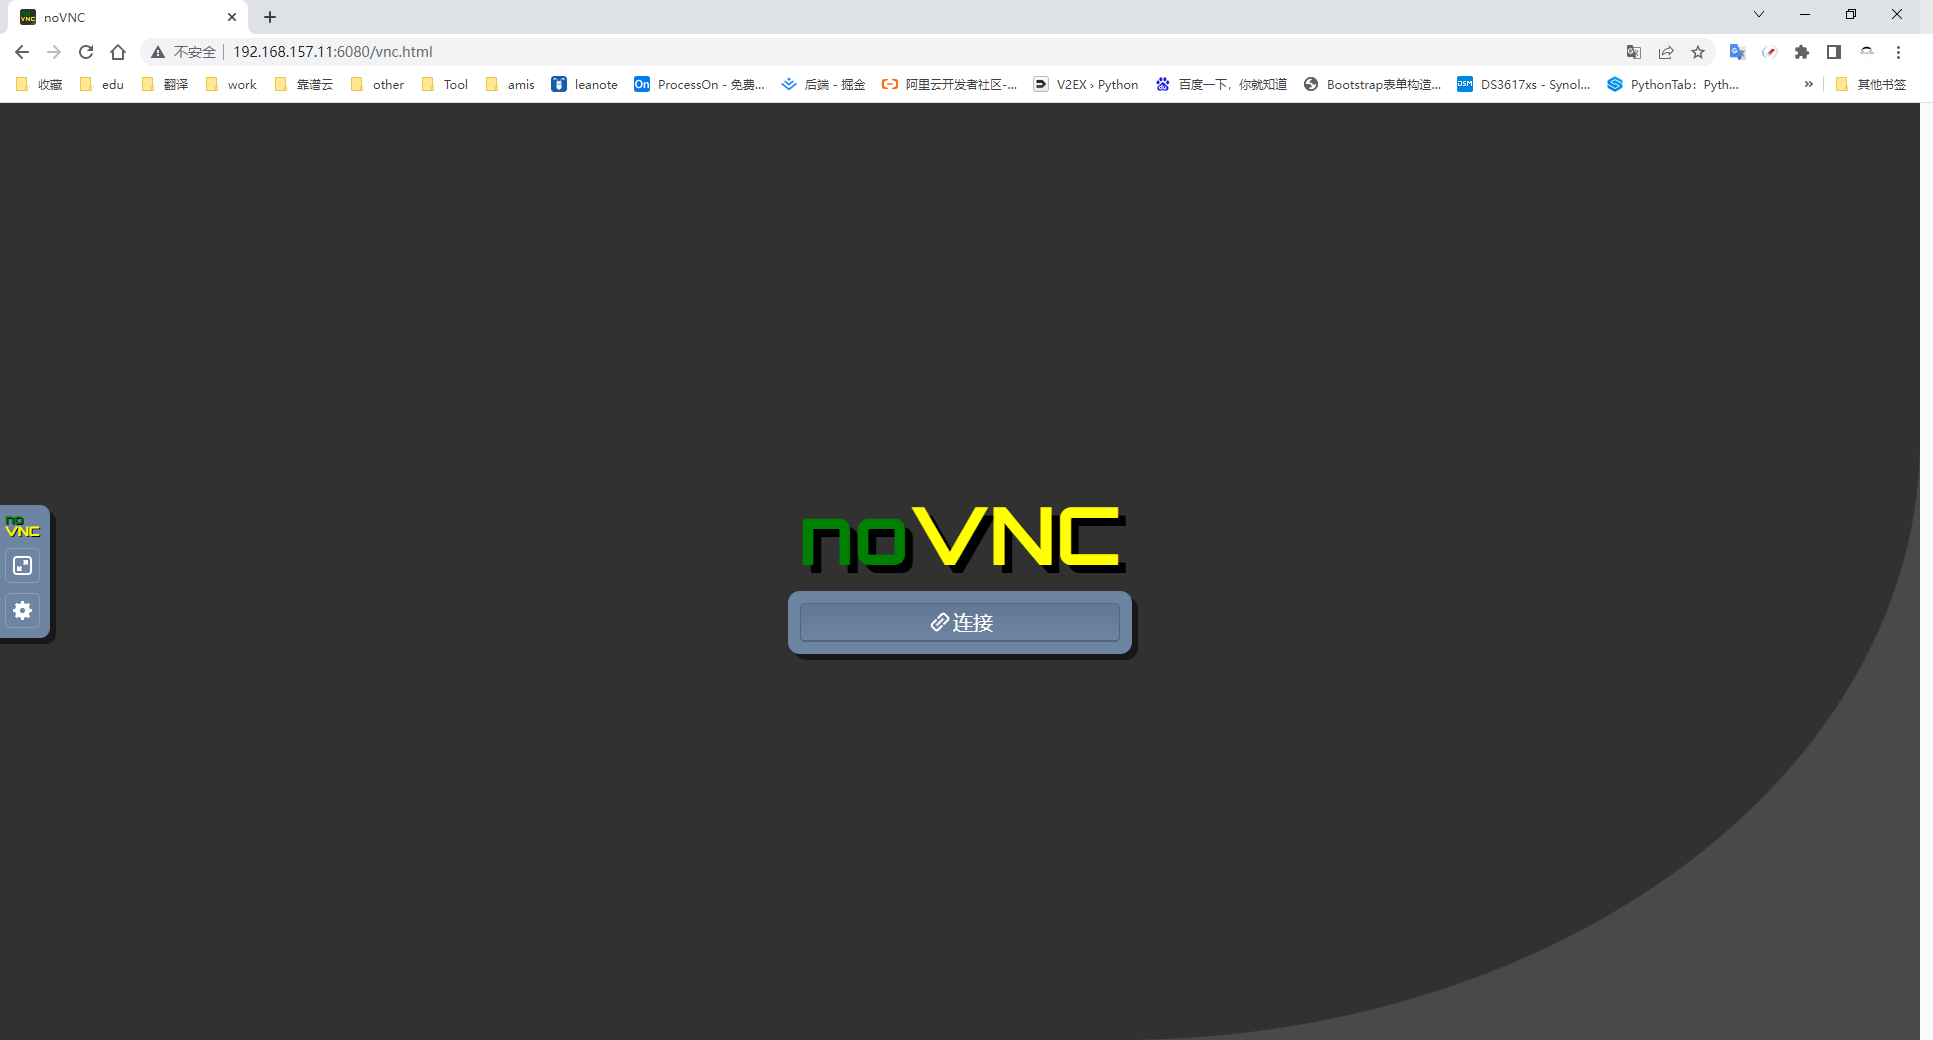 noVNC
不安全 192.168.157.11:6080/vnc.html
收藏 edu 翻译 work 靠谱云 other Tool amis leanote ProcessOn - 免费... 后端 - 掘金 阿里云开发者社区-... V2EX › Python 百度一下，你就知道 Bootstrap表单构造... DS3617xs - Synol... PythonTab：Pyth... » 其他书签
noVNC
no
VNC
连接